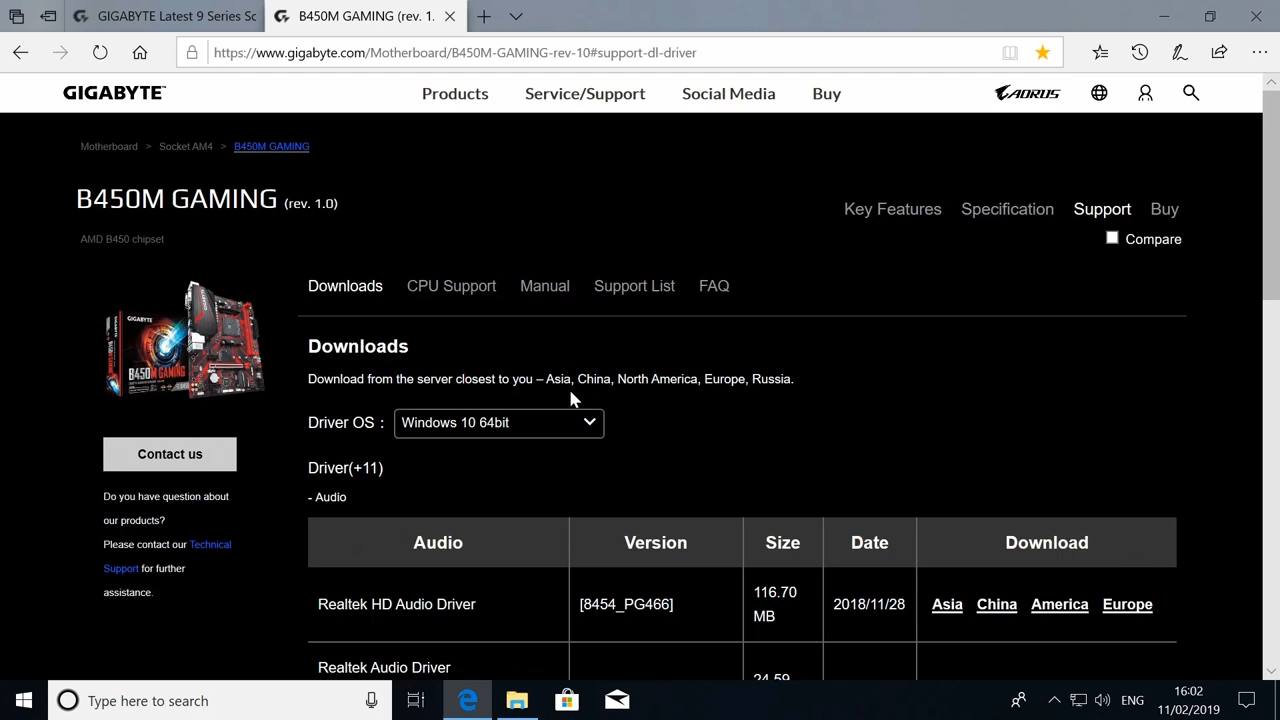 GIGABYTE Latest 9 Series Sc
B450M GAMING (rev. 1.
https://www.gigabyte.com/Motherboard/B450M-GAMING-rev-10#support-dl-driver
GIGABYTE™
Products
Service/Support
Social Media
Buy
AORUS
Motherboard > Socket AM4 > B450M GAMING
B450M GAMING (rev. 1.0)
Key Features
Specification
Support
Buy
AMD B450 chipset
Compare
GIGABYTE
B450M
GAMING
Downloads
CPU Support
Manual
Support List
FAQ
Downloads
Download from the server closest to you – Asia, China, North America, Europe, Russia.
Driver OS : Windows 10 64bit
Contact us
Driver(+11)
- Audio
Do you have question about
our products?
Please contact our Technical
Support for further
assistance.
Audio Version Size Date Download
Realtek HD Audio Driver [8454_PG466] 116.70 MB 2018/11/28 Asia China America Europe
Realtek Audio Driver
24.59
Type here to search
ENG
16:02
11/02/2019